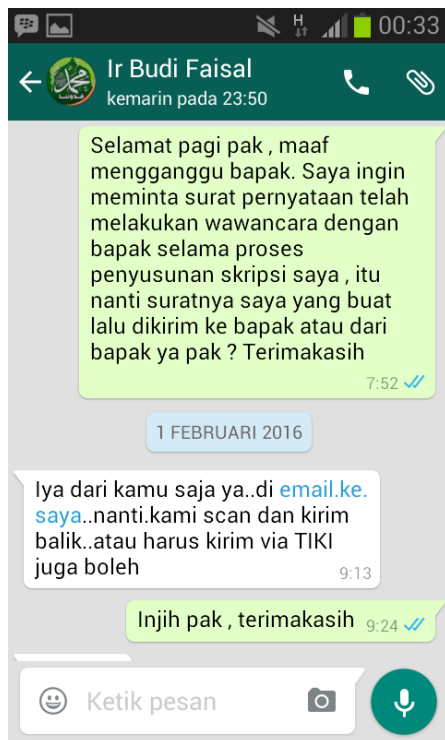 H
00:33
Ir Budi Faisal
kemarin pada 23:50
Selamat pagi pak , maaf
mengganggu bapak. Saya ingin
meminta surat pernyataan telah
melakukan wawancara dengan
bapak selama proses
penyusunan skripsi saya , itu
nanti suratnya saya yang buat
lalu dikirim ke bapak atau dari
bapak ya pak ? Terimakasih
7:52
1 FEBRUARI 2016
Iya dari kamu saja ya..di email.ke.
saya..nanti.kami scan dan kirim
balik..atau harus kirim via TIKI
juga boleh
9:13
Injih pak , terimakasih
9:24
Ketik pesan